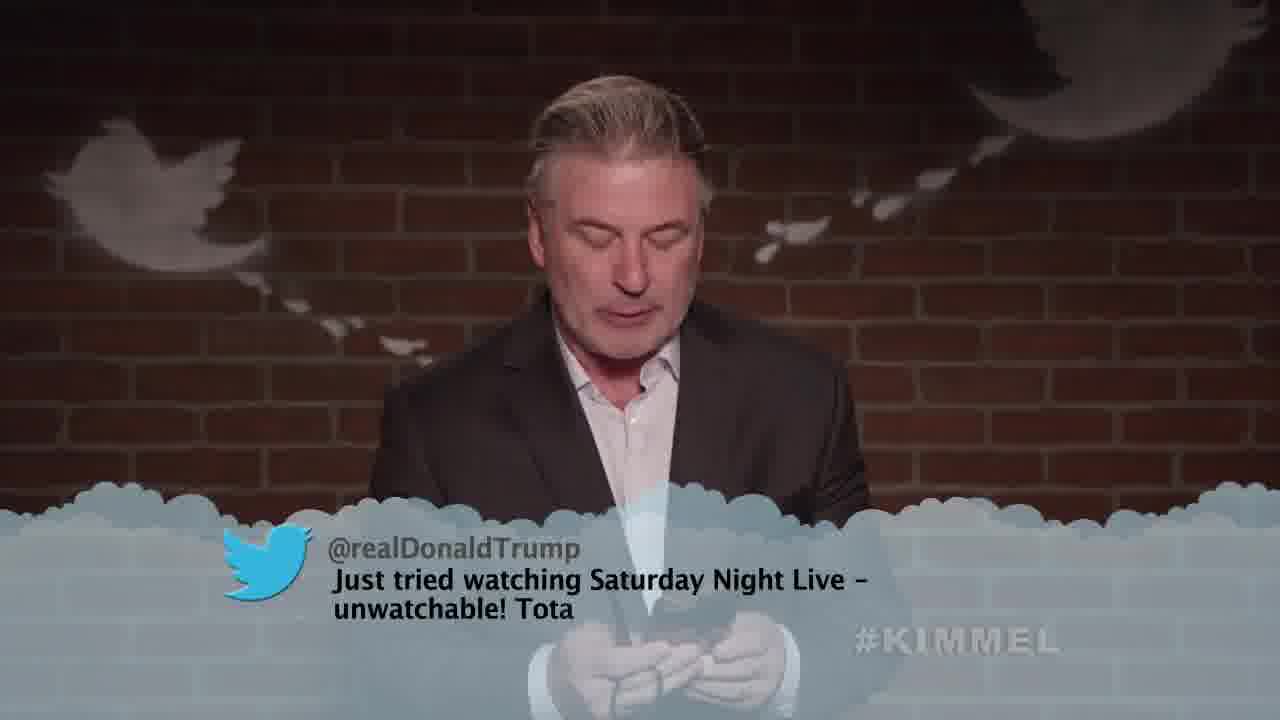 @realDonaldTrump
Just tried watching Saturday Night Live –
unwatchable! Tota
#KIMMEL